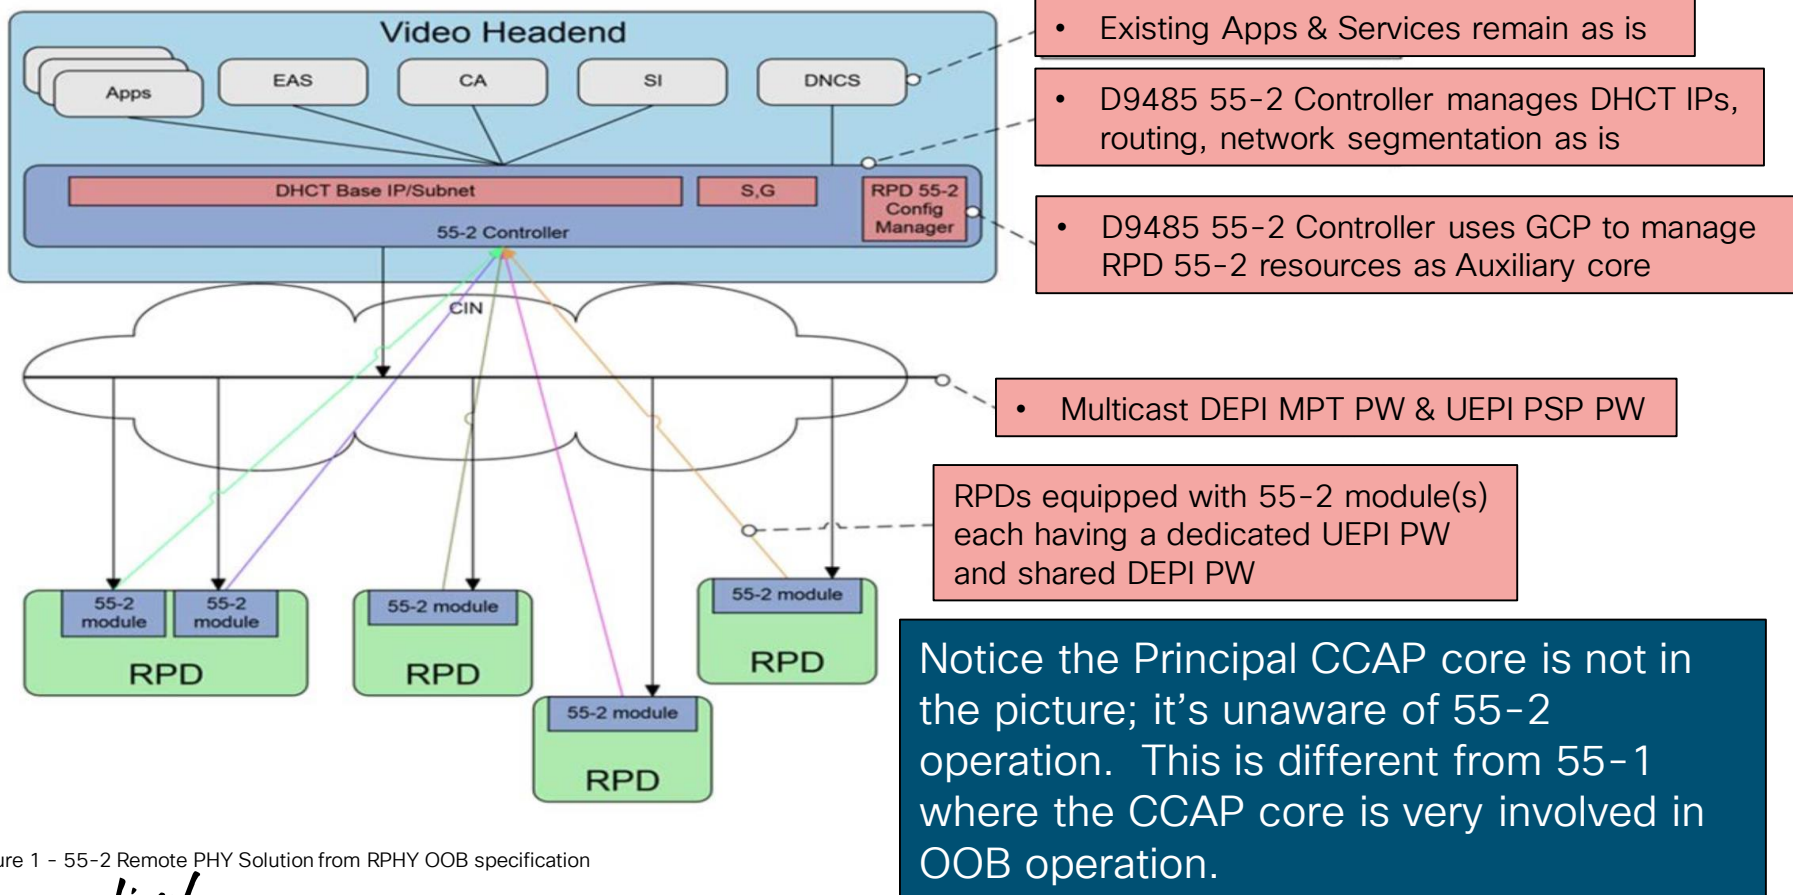 Video Headend
Apps
EAS
CA
SI
DNCS
DHCT Base IP/Subnet
S,G
RPD 55-2
Config
Manager
55-2 Controller
CIN
55-2
module
55-2
module
RPD
55-2 module
RPD
55-2 module
RPD
55-2 module
RPD
• Existing Apps & Services remain as is
• D9485 55-2 Controller manages DHCT IPs,
routing, network segmentation as is
• D9485 55-2 Controller uses GCP to manage
RPD 55-2 resources as Auxiliary core
• Multicast DEPI MPT PW & UEPI PSP PW
RPDs equipped with 55-2 module(s)
each having a dedicated UEPI PW
and shared DEPI PW
Notice the Principal CCAP core is not in
the picture; it's unaware of 55-2
operation. This is different from 55-1
where the CCAP core is very involved in
OOB operation.
ure 1 - 55-2 Remote PHY Solution from RPHY OOB specification